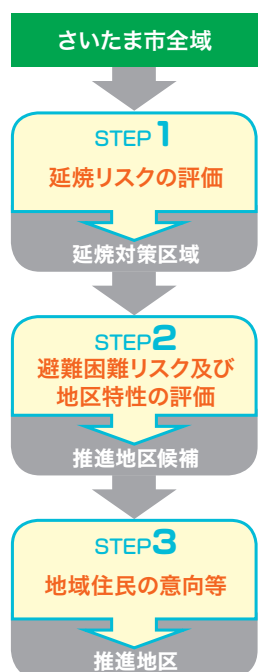 さいたま市全域
STEP1
延焼リスクの評価
延焼対策区域
STEP2
避難困難リスク及び
地区特性の評価
推進地区候補
STEP3
地域住民の意向等
推進地区